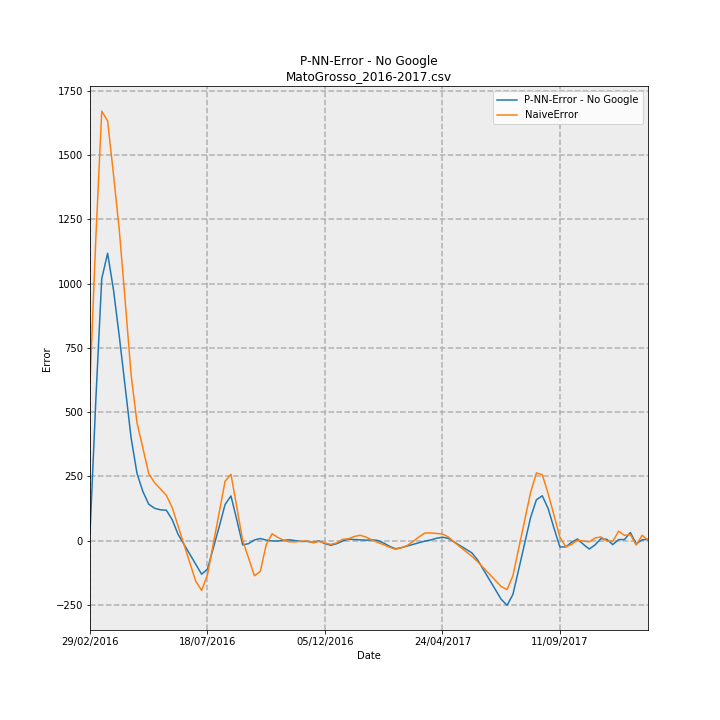 P-NN-Error - No Google
MatoGrosso_2016-2017.csv
P-NN-Error - No Google
NaiveError
1750
1500
1250
1000
750
500
250
0
−250
Error
29/02/2016
18/07/2016
05/12/2016
24/04/2017
11/09/2017
Date